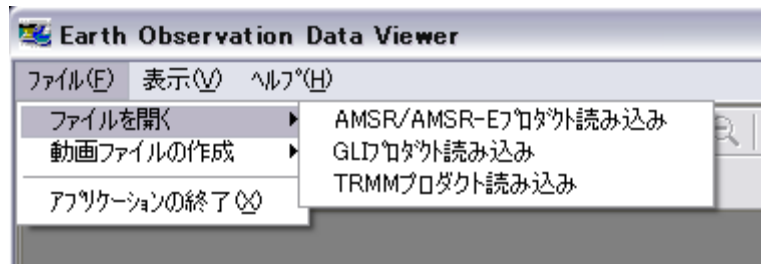 Earth Observation Data Viewer
ﾌｧｲﾙ(F) 表示(V) ﾍﾙﾌﾟ(H)
ファイルを開く
動画ファイルの作成
ｱﾌﾟﾘｹｰｼｮﾝの終了(X)
AMSR/AMSR-Eﾌﾟﾛﾀﾞｸﾄ読み込み
GLIﾌﾟﾛﾀﾞｸﾄ読み込み
TRMMプロダクト読み込み